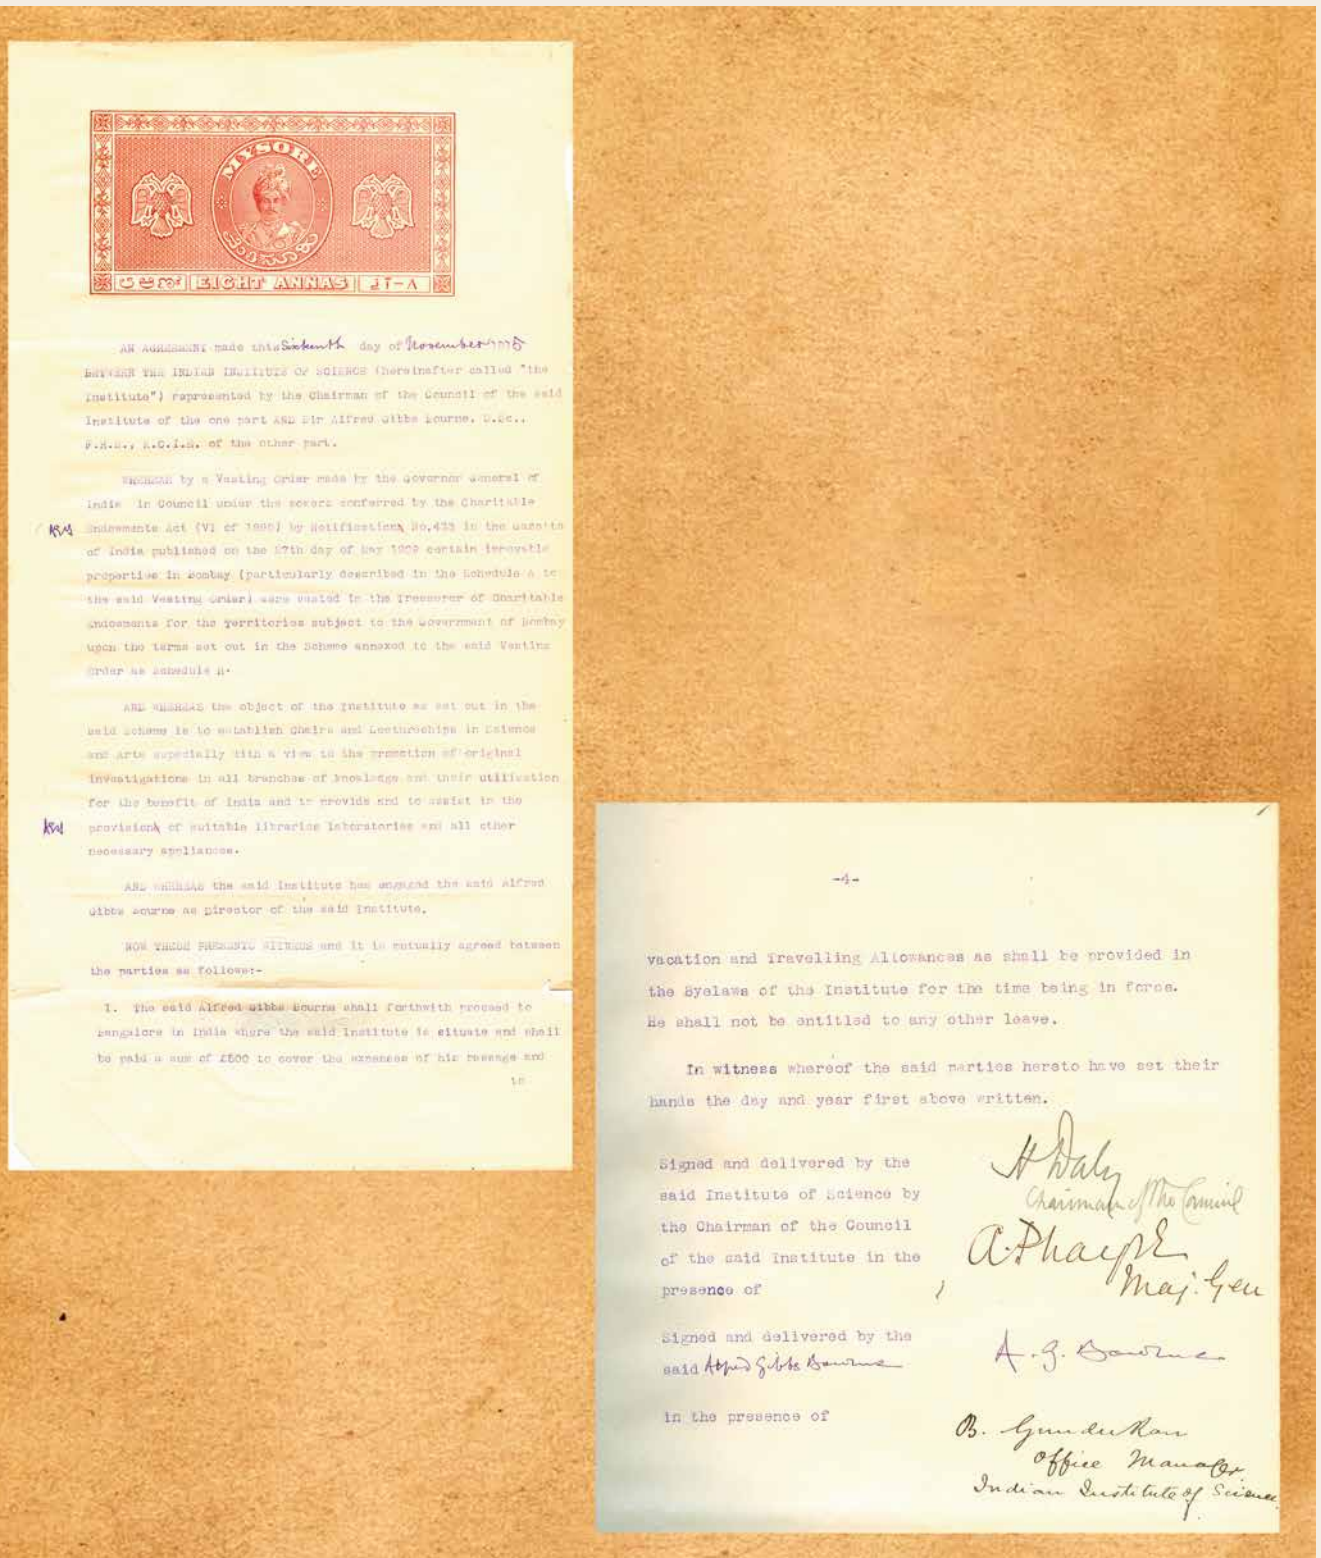 MYSORE
EIGHT ANNAS
AN AGREEMENT made this Sixteenth day of November 1915
BETWEEN THE INDIAN INSTITUTE OF SCIENCE (hereinafter called "the
Institute") represented by the Chairman of the Council of the said
Institute of the one part AND Sir Alfred Gibbs Bourne, D.Sc.,
F.R.S., K.C.I.E. of the other part.
WHEREAS by a Vesting Order made by the Governor General of
India in Council under the powers conferred by the Charitable
Endowments Act (VI of 1890) by Notification No.433 in the Gazette
of India published on the 27th day of May 1909 certain immovable
properties in Bombay (particularly described in the Schedule A to
the said Vesting Order) were vested in the Treasurer of Charitable
Endowments for the Territories subject to the Government of Bombay
upon the terms set out in the Scheme annexed to the said Vesting
Order as Schedule B.
AND WHEREAS the object of the Institute as set out in the
said Scheme is to establish Chairs and Lectureships in Science
and Arts especially with a view to the promotion of original
investigations in all branches of knowledge and their utilisation
for the benefit of India and to provide and to assist in the
provision of suitable libraries laboratories and all other
necessary appliances.
AND WHEREAS the said Institute has engaged the said Alfred
Gibbs Bourne as Director of the said Institute.
NOW THESE PRESENTS WITNESS and it is mutually agreed between
the parties as follows:-
1. The said Alfred Gibbs Bourne shall forthwith proceed to
Bangalore in India where the said Institute is situate and shall
be paid a sum of £500 to cover the expenses of his passage and
-4-
vacation and Travelling Allowances as shall be provided in
the Byelaws of the Institute for the time being in force.
He shall not be entitled to any other leave.
In witness whereof the said parties hereto have set their
hands the day and year first above written.
Signed and delivered by the
said Institute of Science by
the Chairman of the Council
of the said Institute in the
presence of
H Daly
Chairman of the Council
Maj. Gen
Signed and delivered by the
said Alfred Gibbs Bourne
A. G. Bourne
in the presence of
B. Gundu Rau
Office Manager
Indian Institute of Science.